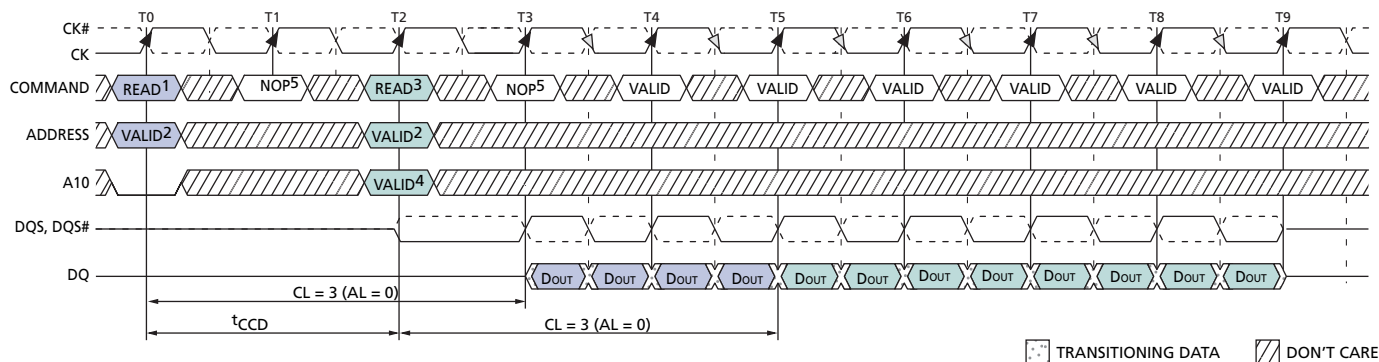 T0 T1 T2 T3 T4 T5 T6 T7 T8 T9
CK#
CK
COMMAND READ1 NOP5 READ3 NOP5 VALID VALID VALID VALID VALID VALID
ADDRESS VALID2 VALID2
A10 VALID4
DQS, DQS#
DQ DOUT DOUT DOUT DOUT DOUT DOUT DOUT DOUT DOUT DOUT DOUT DOUT
CL = 3 (AL = 0)
tCCD CL = 3 (AL = 0)
TRANSITIONING DATA DON'T CARE